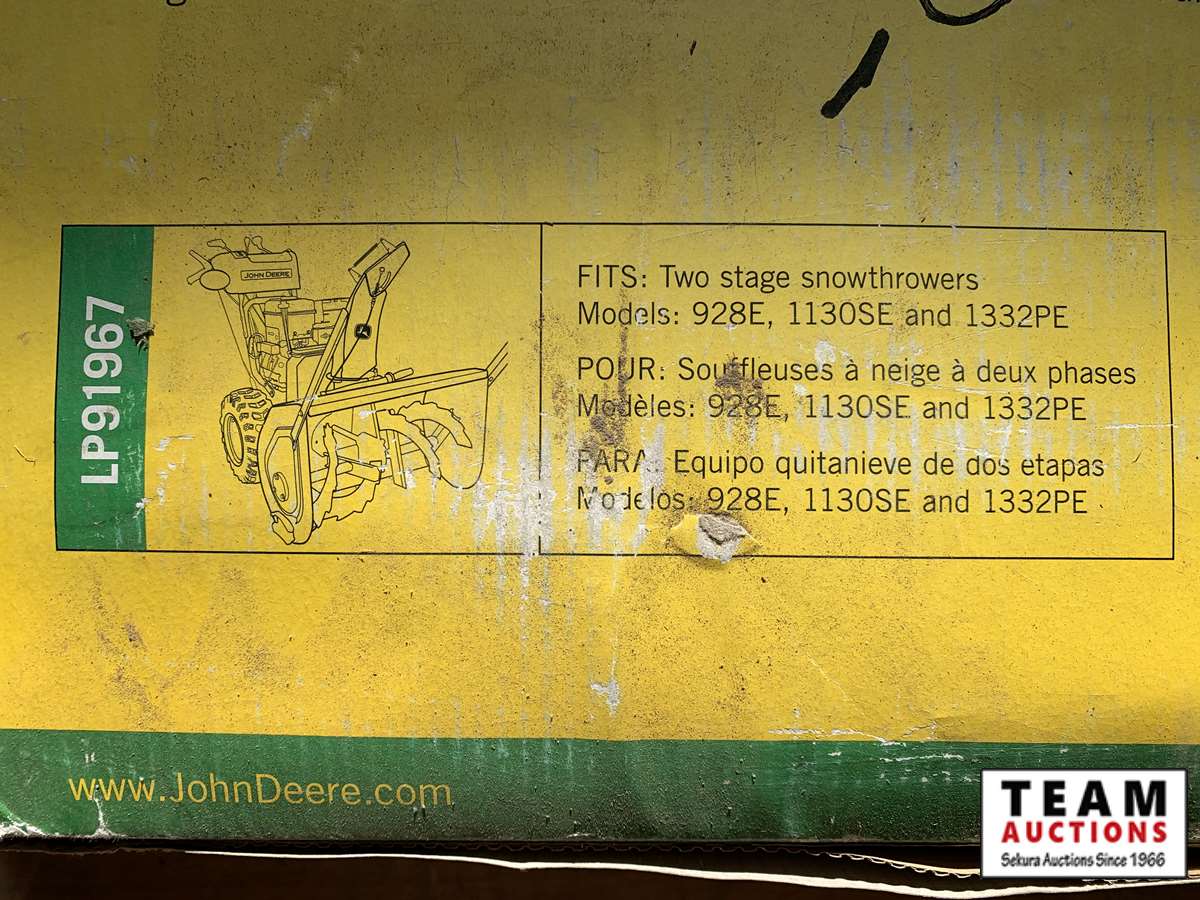 LP91967
JOHN DEERE
FITS: Two stage snowthrowers
Models: 928E, 1130SE and 1332PE
POUR: Souffleuses à neige à deux phases
Modèles: 928E, 1130SE and 1332PE
PARA: Equipo quitanieve de dos etapas
Modelos: 928E, 1130SE and 1332PE
www.JohnDeere.com
TEAM
AUCTIONS
Sekura Auctions Since 1966